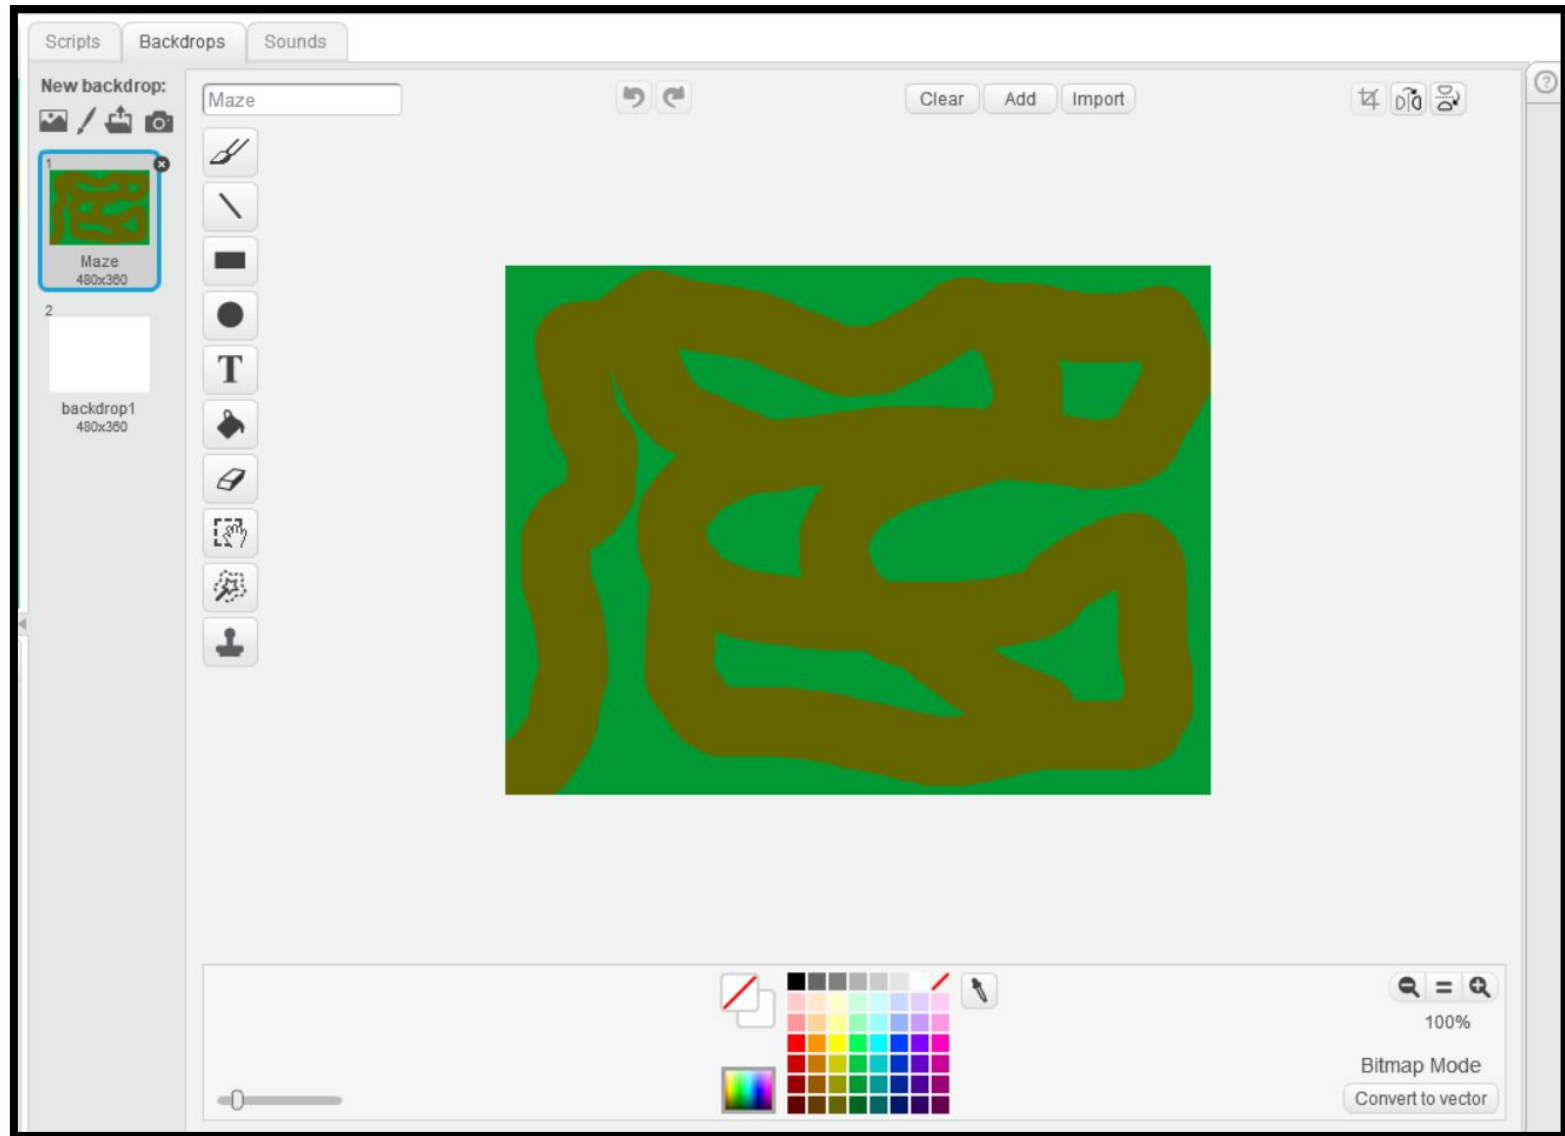 Scripts
Backdrops
Sounds
New backdrop:
Maze
Clear
Add
Import
?
1
Maze
480x360
2
backdrop1
480x360
T
100%
Bitmap Mode
Convert to vector